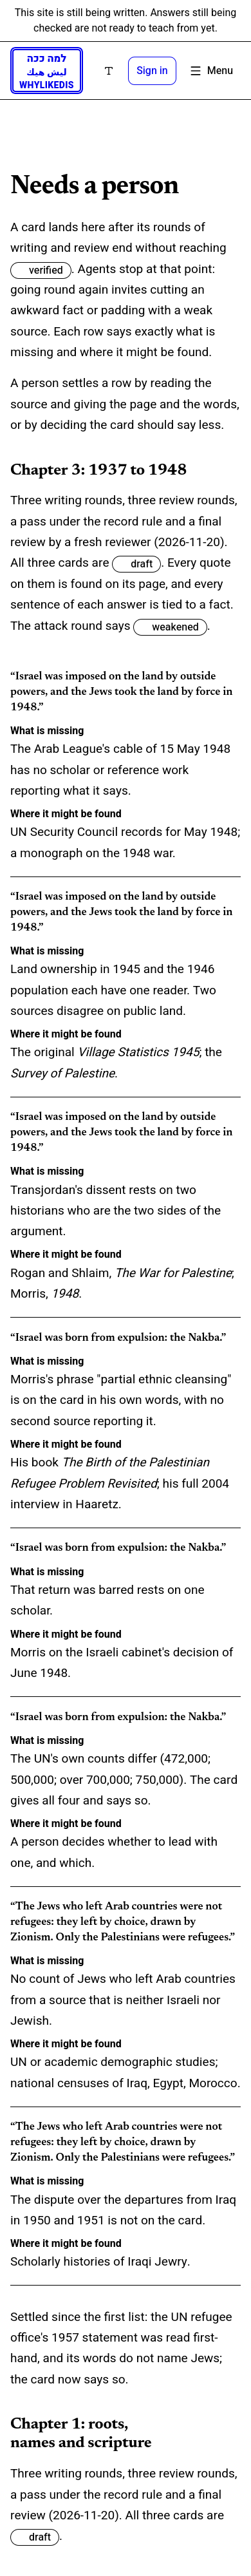 This site is still being written. Answers still being
checked are not ready to teach from yet.
למה ככה
ليش هيك
WHYLIKEDIS
T
Sign in
Menu
Needs a person
A card lands here after its rounds of
writing and review end without reaching
verified. Agents stop at that point:
going round again invites cutting an
awkward fact or padding with a weak
source. Each row says exactly what is
missing and where it might be found.
A person settles a row by reading the
source and giving the page and the words,
or by deciding the card should say less.
Chapter 3: 1937 to 1948
Three writing rounds, three review rounds,
a pass under the record rule and a final
review by a fresh reviewer (2026-11-20).
All three cards are draft. Every quote
on them is found on its page, and every
sentence of each answer is tied to a fact.
The attack round says weakened.
“Israel was imposed on the land by outside
powers, and the Jews took the land by force in
1948.”
What is missing
The Arab League's cable of 15 May 1948
has no scholar or reference work
reporting what it says.
Where it might be found
UN Security Council records for May 1948;
a monograph on the 1948 war.
“Israel was imposed on the land by outside
powers, and the Jews took the land by force in
1948.”
What is missing
Land ownership in 1945 and the 1946
population each have one reader. Two
sources disagree on public land.
Where it might be found
The original Village Statistics 1945; the
Survey of Palestine.
“Israel was imposed on the land by outside
powers, and the Jews took the land by force in
1948.”
What is missing
Transjordan's dissent rests on two
historians who are the two sides of the
argument.
Where it might be found
Rogan and Shlaim, The War for Palestine;
Morris, 1948.
“Israel was born from expulsion: the Nakba.”
What is missing
Morris's phrase "partial ethnic cleansing"
is on the card in his own words, with no
second source reporting it.
Where it might be found
His book The Birth of the Palestinian
Refugee Problem Revisited; his full 2004
interview in Haaretz.
“Israel was born from expulsion: the Nakba.”
What is missing
That return was barred rests on one
scholar.
Where it might be found
Morris on the Israeli cabinet's decision of
June 1948.
“Israel was born from expulsion: the Nakba.”
What is missing
The UN's own counts differ (472,000;
500,000; over 700,000; 750,000). The card
gives all four and says so.
Where it might be found
A person decides whether to lead with
one, and which.
“The Jews who left Arab countries were not
refugees: they left by choice, drawn by
Zionism. Only the Palestinians were refugees.”
What is missing
No count of Jews who left Arab countries
from a source that is neither Israeli nor
Jewish.
Where it might be found
UN or academic demographic studies;
national censuses of Iraq, Egypt, Morocco.
“The Jews who left Arab countries were not
refugees: they left by choice, drawn by
Zionism. Only the Palestinians were refugees.”
What is missing
The dispute over the departures from Iraq
in 1950 and 1951 is not on the card.
Where it might be found
Scholarly histories of Iraqi Jewry.
Settled since the first list: the UN refugee
office's 1957 statement was read first-
hand, and its words do not name Jews;
the card now says so.
Chapter 1: roots,
names and scripture
Three writing rounds, three review rounds,
a pass under the record rule and a final
review (2026-11-20). All three cards are
draft.